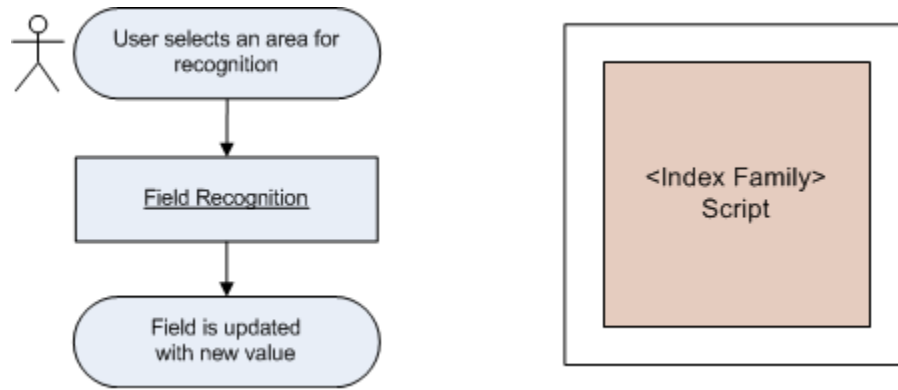 User selects an area for
recognition
Field Recognition
Field is updated
with new value
<Index Family>
Script